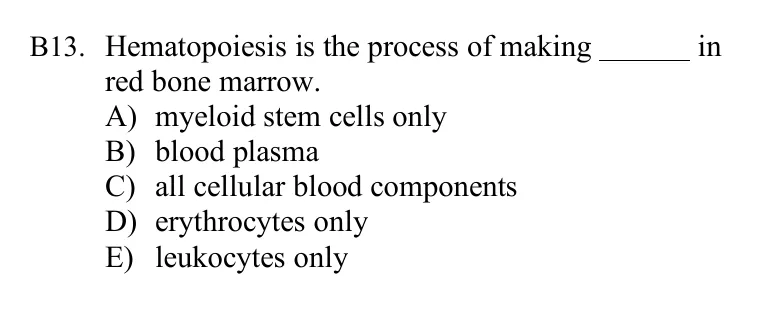 B13. Hematopoiesis is the process of making ______ in
red bone marrow.
A) myeloid stem cells only
B) blood plasma
C) all cellular blood components
D) erythrocytes only
E) leukocytes only